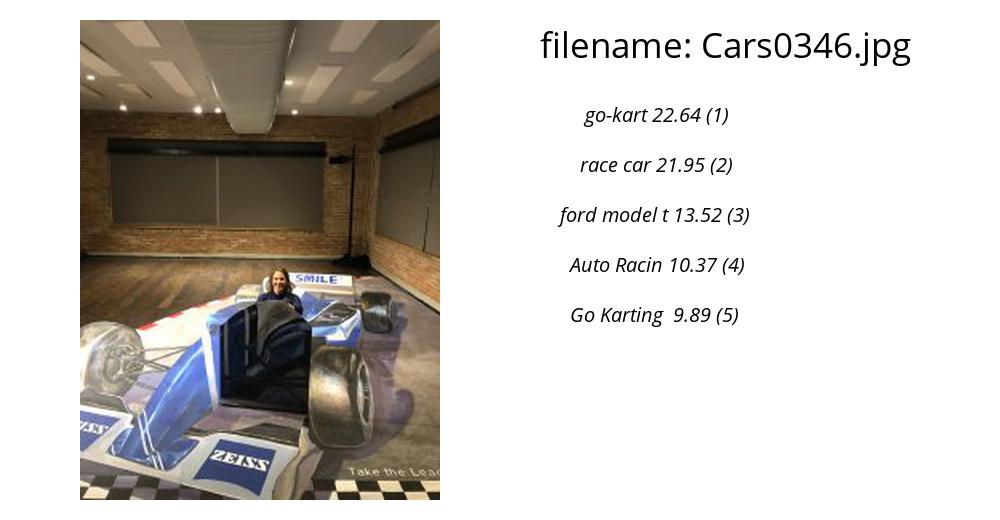 filename: Cars0346.jpg
go-kart 22.64 (1)
race car 21.95 (2)
ford model t 13.52 (3)
Auto Racin 10.37 (4)
Go Karting 9.89 (5)
SMILE
ZEISS
ZEISS
Take the Lead